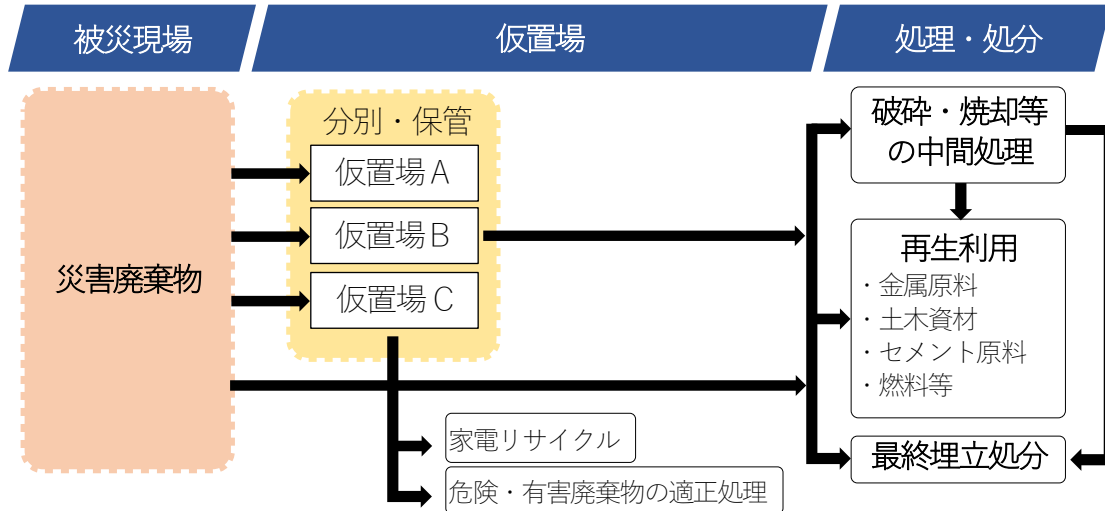 被災現場
仮置場
処理・処分
災害廃棄物
分別・保管
仮置場A
仮置場B
仮置場C
家電リサイクル
危険・有害廃棄物の適正処理
破砕・焼却等
の中間処理
再生利用
・金属原料
・土木資材
・セメント原料
・燃料等
最終埋立処分